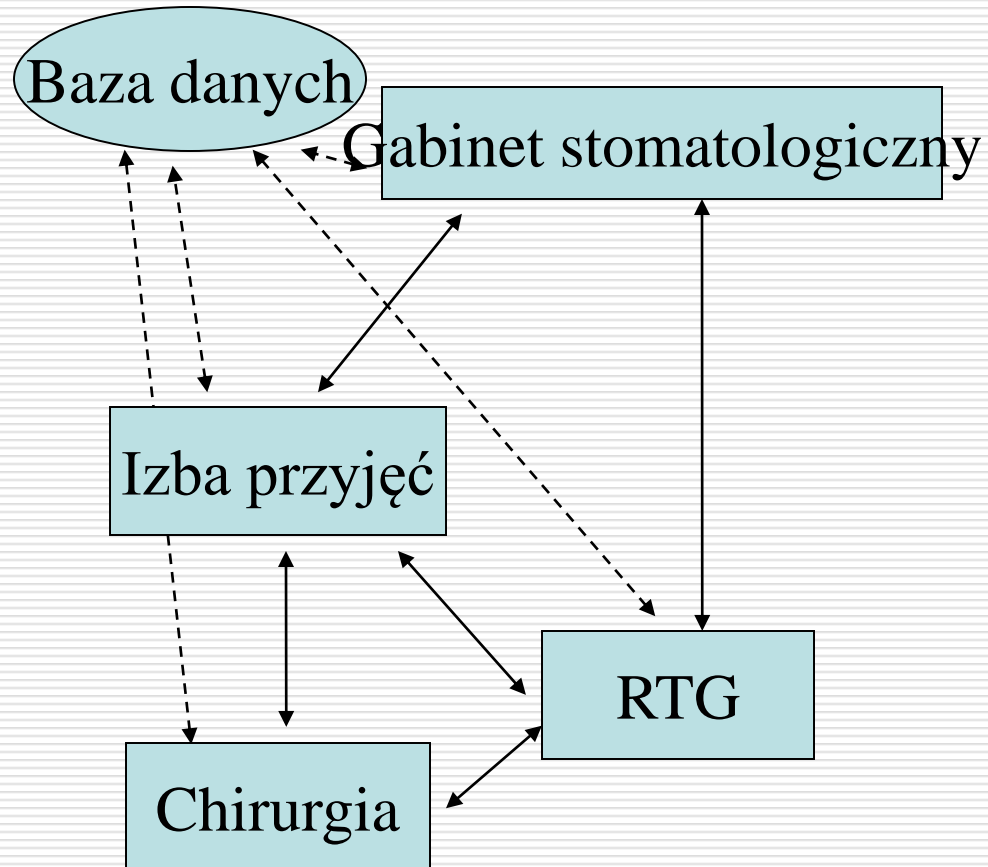 Baza danych
Gabinet stomatologiczny
Izba przyjęć
RTG
Chirurgia